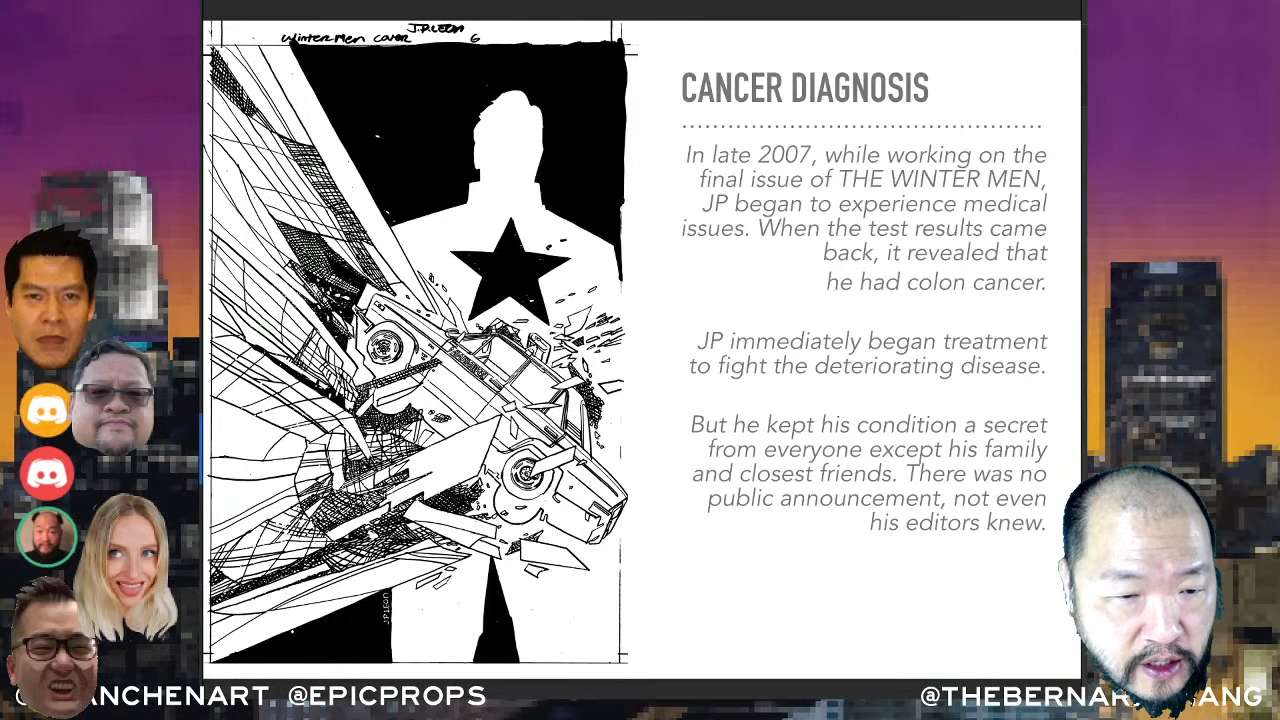 J.P. LEON
Winter Men cover 6
CANCER DIAGNOSIS
In late 2007, while working on the
final issue of THE WINTER MEN,
JP began to experience medical
issues. When the test results came
back, it revealed that
he had colon cancer.
JP immediately began treatment
to fight the deteriorating disease.
But he kept his condition a secret
from everyone except his family
and closest friends. There was no
public announcement, not even
his editors knew.
JPLEON
@EPICPROPS